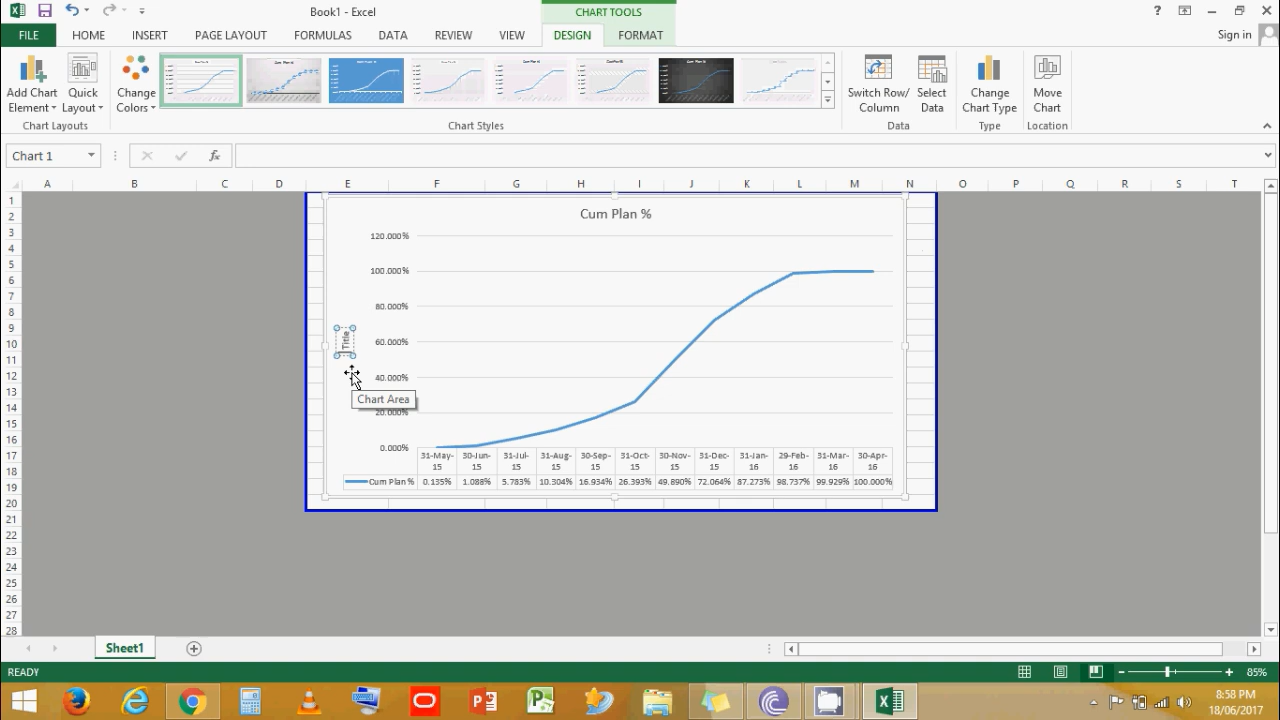 Book1 - Excel
CHART TOOLS
Sign in
FILE HOME INSERT PAGE LAYOUT FORMULAS DATA REVIEW VIEW DESIGN FORMAT
Add Chart Element
Quick Layout
Change Colors
Switch Row/ Column
Select Data
Change Chart Type
Move Chart
Chart Layouts
Chart Styles
Data
Type
Location
Chart 1
fx
A B C D E F G H I J K L M N O P Q R S T
1
2
3
4
5
6
7
8
9
10
11
12
13
14
15
16
17
18
19
20
21
22
23
24
25
26
27
28
Cum Plan %
120.000%
100.000%
80.000%
60.000%
40.000%
20.000%
0.000%
Title
Chart Area
31-May-15 30-Jun-15 31-Jul-15 31-Aug-15 30-Sep-15 31-Oct-15 30-Nov-15 31-Dec-15 31-Jan-16 29-Feb-16 31-Mar-16 30-Apr-16
Cum Plan % 0.135% 1.088% 5.783% 10.304% 16.934% 26.393% 49.890% 72.064% 87.273% 98.737% 99.929% 100.000%
Sheet1
READY
85%
8:58 PM
18/06/2017